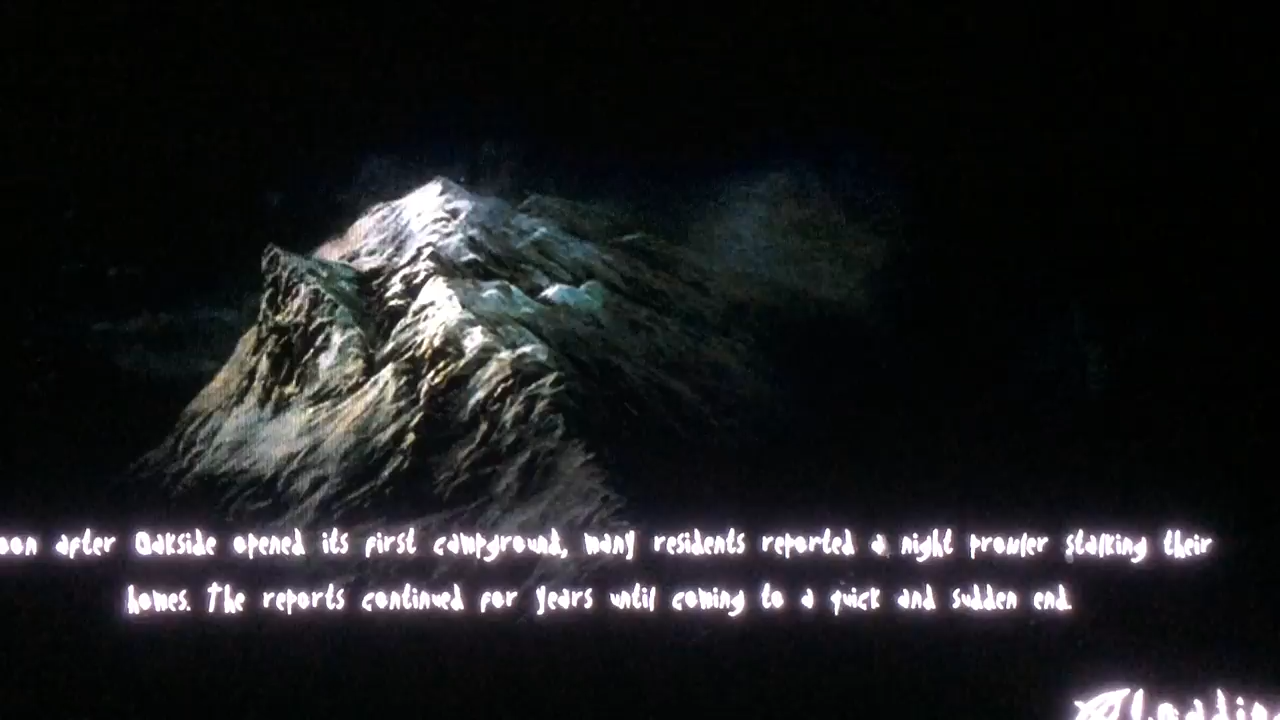 oon after Oakside opened its first campground, many residents reported a night prowler stalking their
homes. The reports continued for years until coming to a quick and sudden end.
Loadin